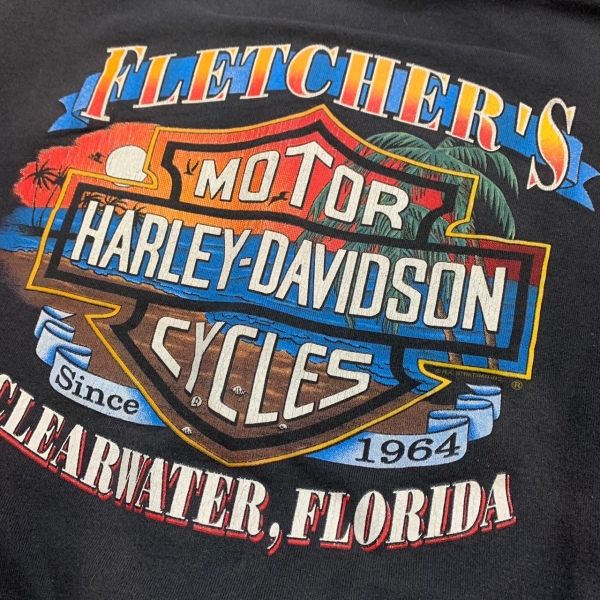 FLETCHER'S
MOTOR
HARLEY-DAVIDSON
CYCLES
®
Since
1964
CLEARWATER, FLORIDA